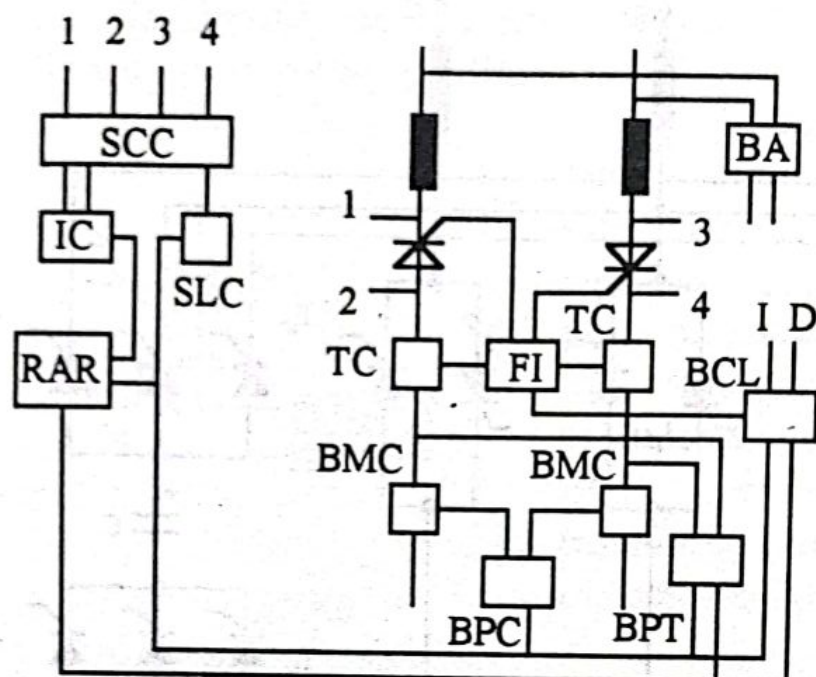 1 2 3 4
SCC
BA
IC
1
3
SLC
2
TC
4
I D
RAR
TC
FI
BCL
BMC
BMC
BPC
BPT